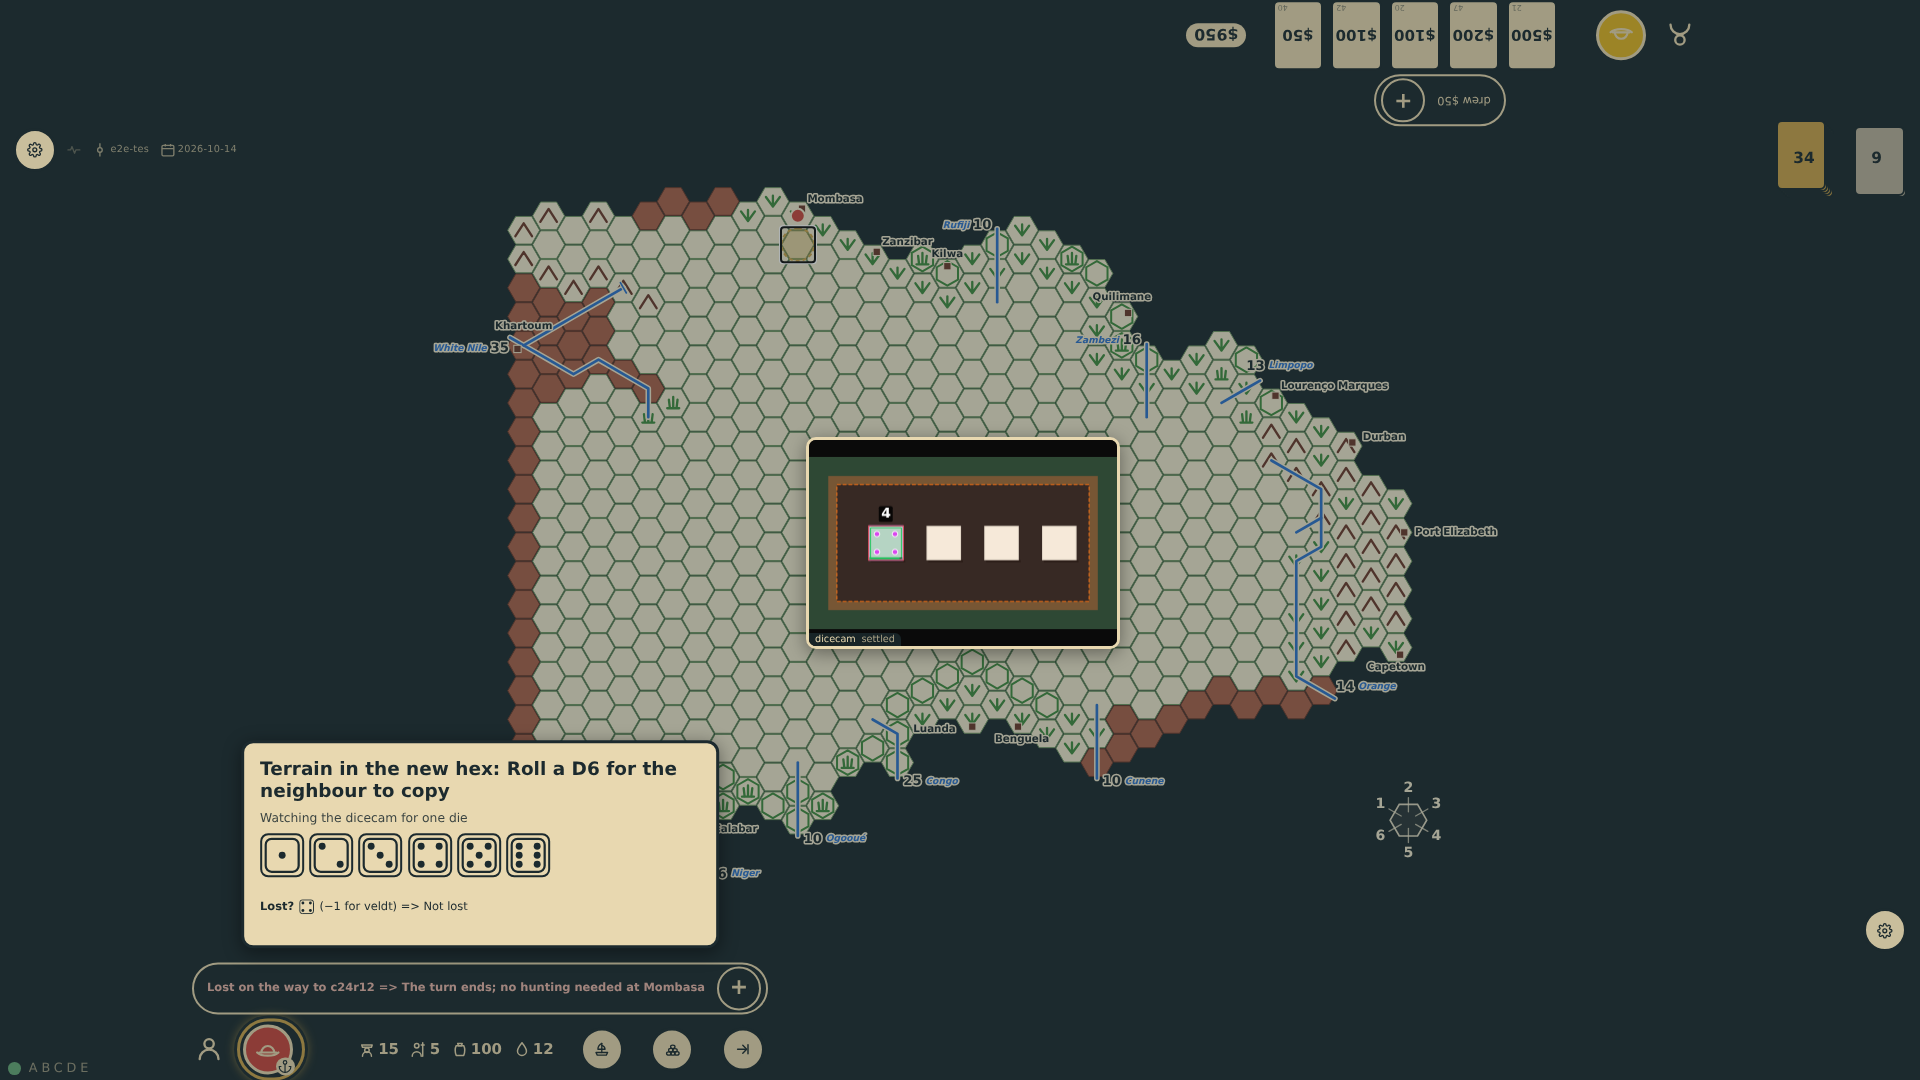 $950
$50
40
$100
42
$100
20
$200
47
$500
21
drew $50
e2e-tes
2026-10-14
34
9
Mombasa
Rufiji 10
Zanzibar
Kilwa
Quilimane
Khartoum
White Nile 35
Zambezi 16
13 Limpopo
Lourenço Marques
Durban
Port Elizabeth
4
dicecam settled
Capetown
14 Orange
Luanda
Benguela
25 Congo
10 Cunene
Terrain in the new hex: Roll a D6 for the
neighbour to copy
Watching the dicecam for one die
Lost? (−1 for veldt) => Not lost
10 Ogooué
6 Niger
2
1 3
6 4
5
Lost on the way to c24r12 => The turn ends; no hunting needed at Mombasa
15 5 100 12
A B C D E